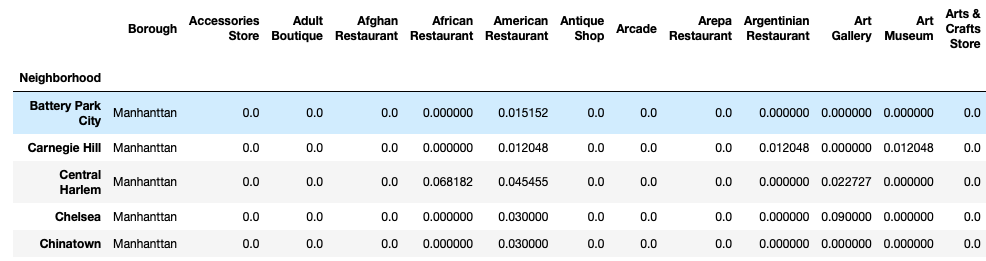 Borough Accessories Store Adult Boutique Afghan Restaurant African Restaurant American Restaurant Antique Shop Arcade Arepa Restaurant Argentinian Restaurant Art Gallery Art Museum Arts & Crafts Store
Neighborhood
Battery Park City Manhanttan 0.0 0.0 0.0 0.000000 0.015152 0.0 0.0 0.0 0.000000 0.000000 0.000000 0.0
Carnegie Hill Manhanttan 0.0 0.0 0.0 0.000000 0.012048 0.0 0.0 0.0 0.012048 0.000000 0.012048 0.0
Central Harlem Manhanttan 0.0 0.0 0.0 0.068182 0.045455 0.0 0.0 0.0 0.000000 0.022727 0.000000 0.0
Chelsea Manhanttan 0.0 0.0 0.0 0.000000 0.030000 0.0 0.0 0.0 0.000000 0.090000 0.000000 0.0
Chinatown Manhanttan 0.0 0.0 0.0 0.000000 0.030000 0.0 0.0 0.0 0.000000 0.000000 0.000000 0.0